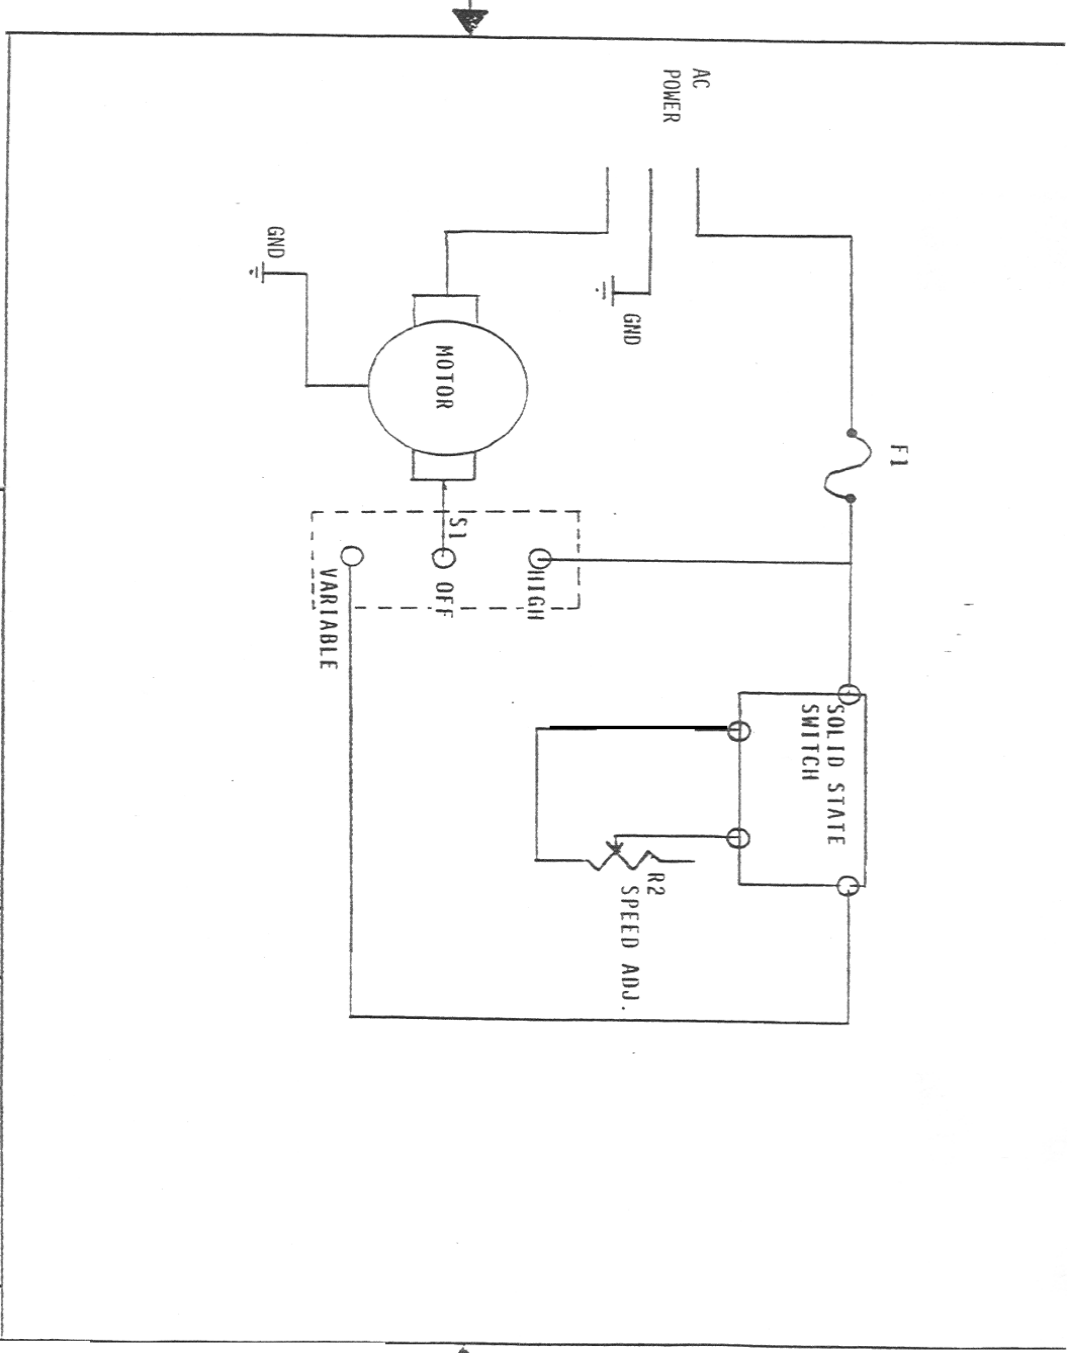 AC
POWER
GND
GND
MOTOR
F1
S1
OFF
HIGH
VARIABLE
SOLID STATE
SWITCH
R2
SPEED ADJ.